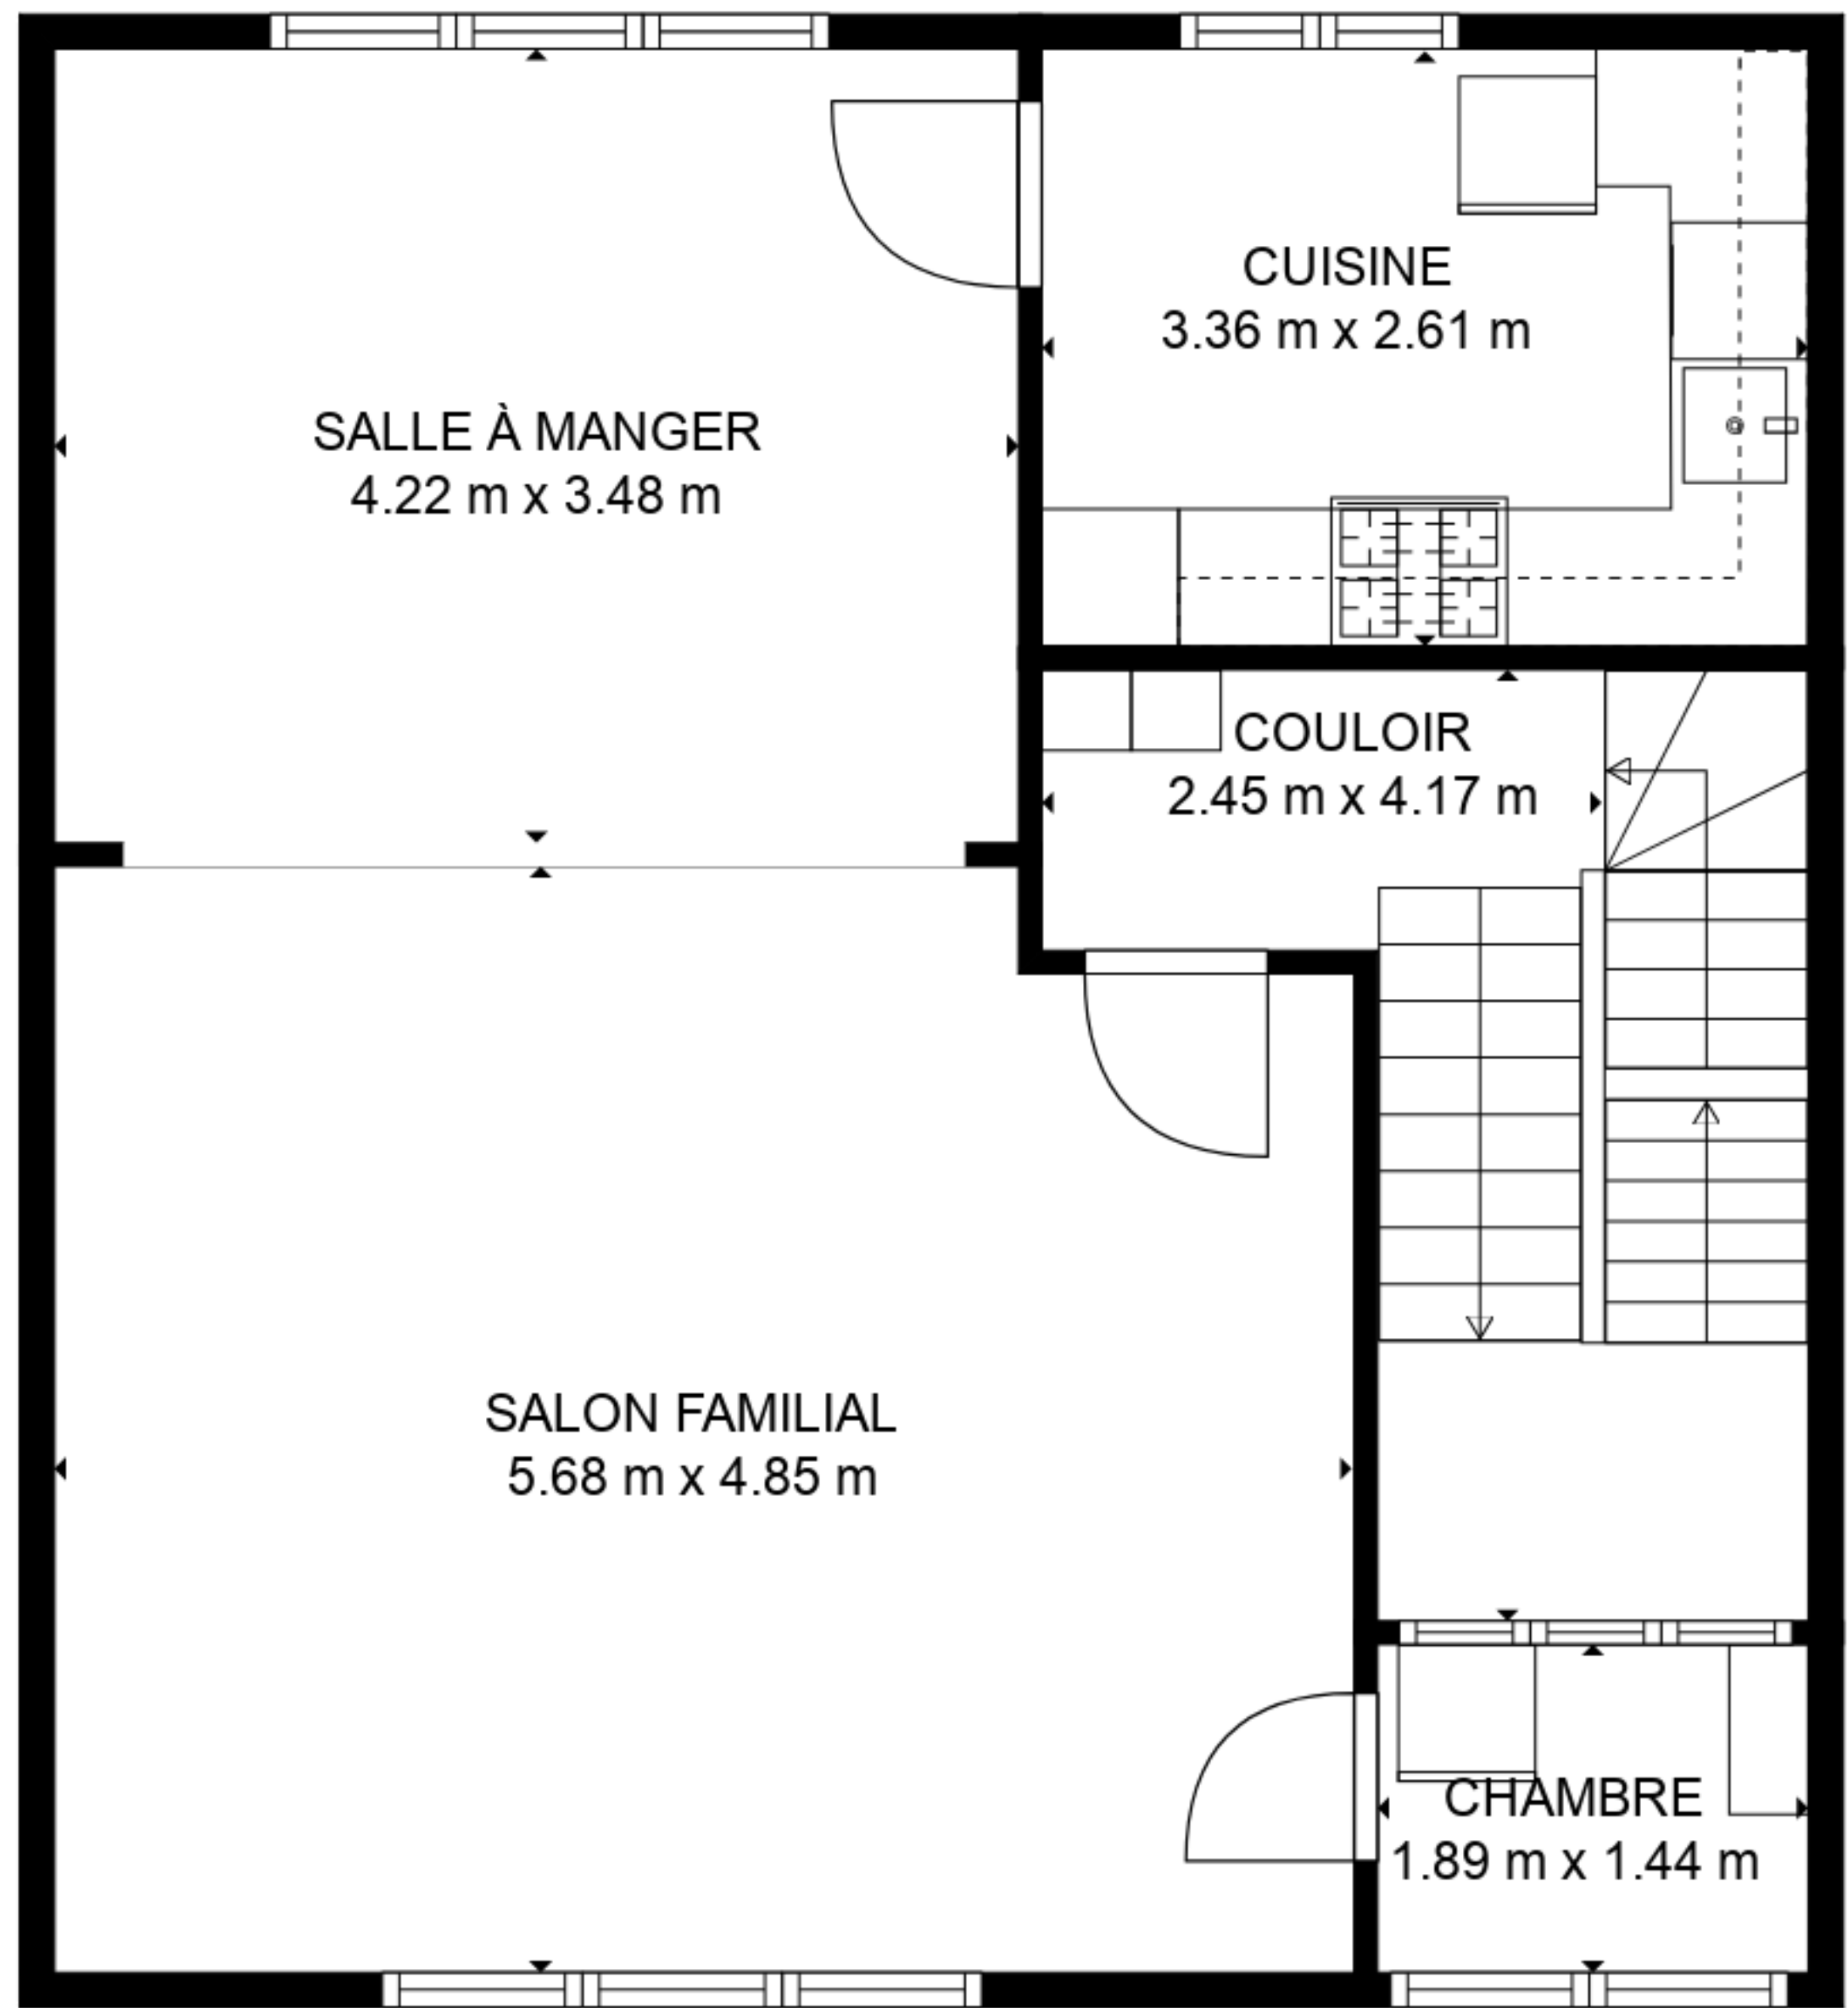 CUISINE
3.36 m x 2.61 m
SALLE À MANGER
4.22 m x 3.48 m
COULOIR
2.45 m x 4.17 m
SALON FAMILIAL
5.68 m x 4.85 m
CHAMBRE
1.89 m x 1.44 m